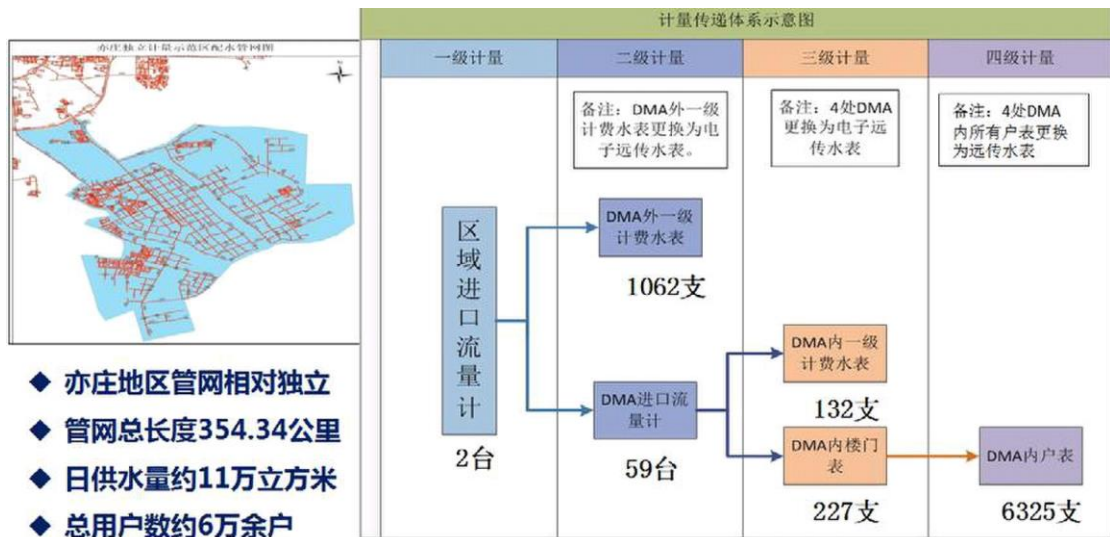 亦庄独立计量示范区配水管网图
◆ 亦庄地区管网相对独立
◆ 管网总长度354.34公里
◆ 日供水量约11万立方米
◆ 总用户数约6万余户
计量传递体系示意图
一级计量
二级计量
三级计量
四级计量
备注：DMA外一级
计费水表更换为电
子远传水表。
备注：4处DMA
更换为电子远
传水表
备注：4处DMA
内所有户表更换
为远传水表
区
域
进
口
流
量
计
2台
DMA外一级
计费水表
1062支
DMA进口流
量计
59台
DMA内一级
计费水表
132支
DMA内楼门
表
227支
DMA内户表
6325支